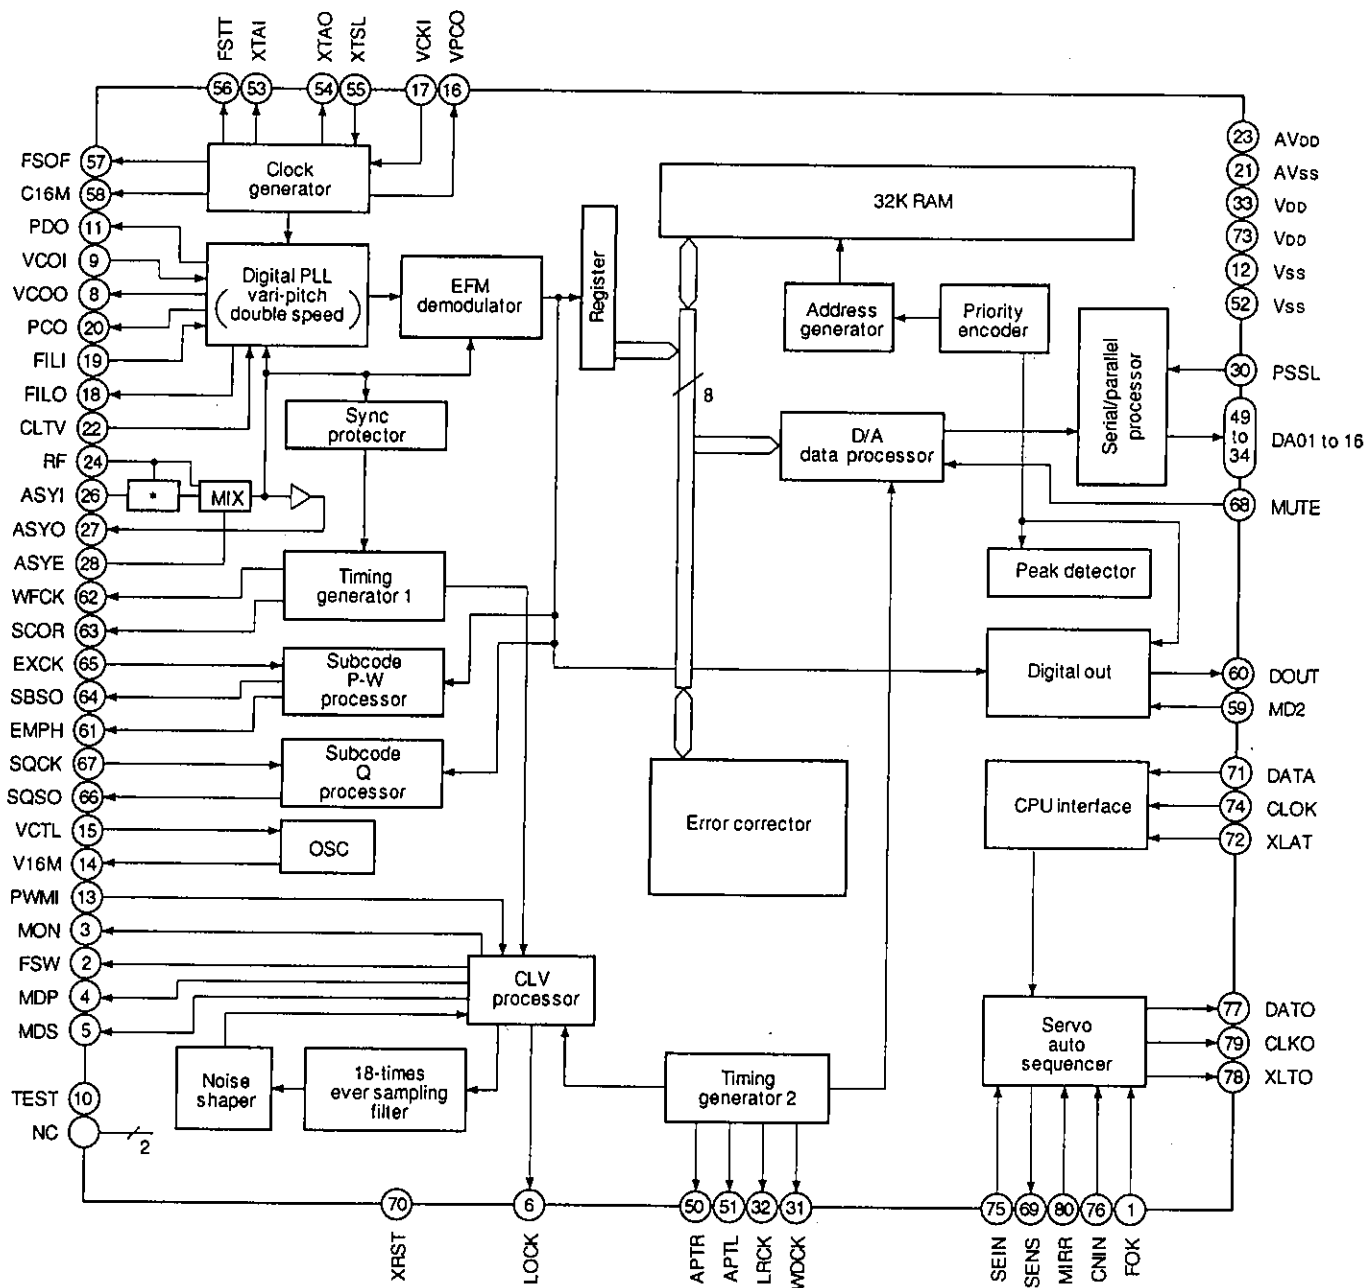 FSTT
XTAI
XTAO
XTSL
VCKI
VPCO
56
53
54
55
17
16
FSOF
57
C16M
58
PDO
11
VCOI
9
VCOO
8
PCO
20
FILI
19
FILO
18
CLTV
22
RF
24
ASYI
26
ASYO
27
ASYE
28
WFCK
62
SCOR
63
EXCK
65
SBSO
64
EMPH
61
SQCK
67
SQSO
66
VCTL
15
V16M
14
PWMI
13
MON
3
FSW
2
MDP
4
MDS
5
TEST
10
NC
2
Clock
generator
Digital PLL
vari-pitch
(double speed)
EFM
demodulator
Register
Sync
protector
*
MIX
Timing
generator 1
Subcode
P-W
processor
Subcode
Q
processor
OSC
CLV
processor
Noise
shaper
18-times
ever sampling
filter
32K RAM
Address
generator
Priority
encoder
8
D/A
data processor
Serial/parallel
processor
Peak detector
Digital out
Error corrector
CPU interface
Timing
generator 2
Servo
auto
sequencer
23
AVDD
21
AVSS
33
VDD
73
VDD
12
VSS
52
VSS
30
PSSL
49
to
34
DA01 to 16
68
MUTE
60
DOUT
59
MD2
71
DATA
74
CLOK
72
XLAT
77
DATO
79
CLKO
78
XLTO
70
6
50
51
32
31
75
69
80
76
1
XRST
LOCK
APTR
APTL
LRCK
WDCK
SEIN
SENS
MIRR
CNIN
FOK